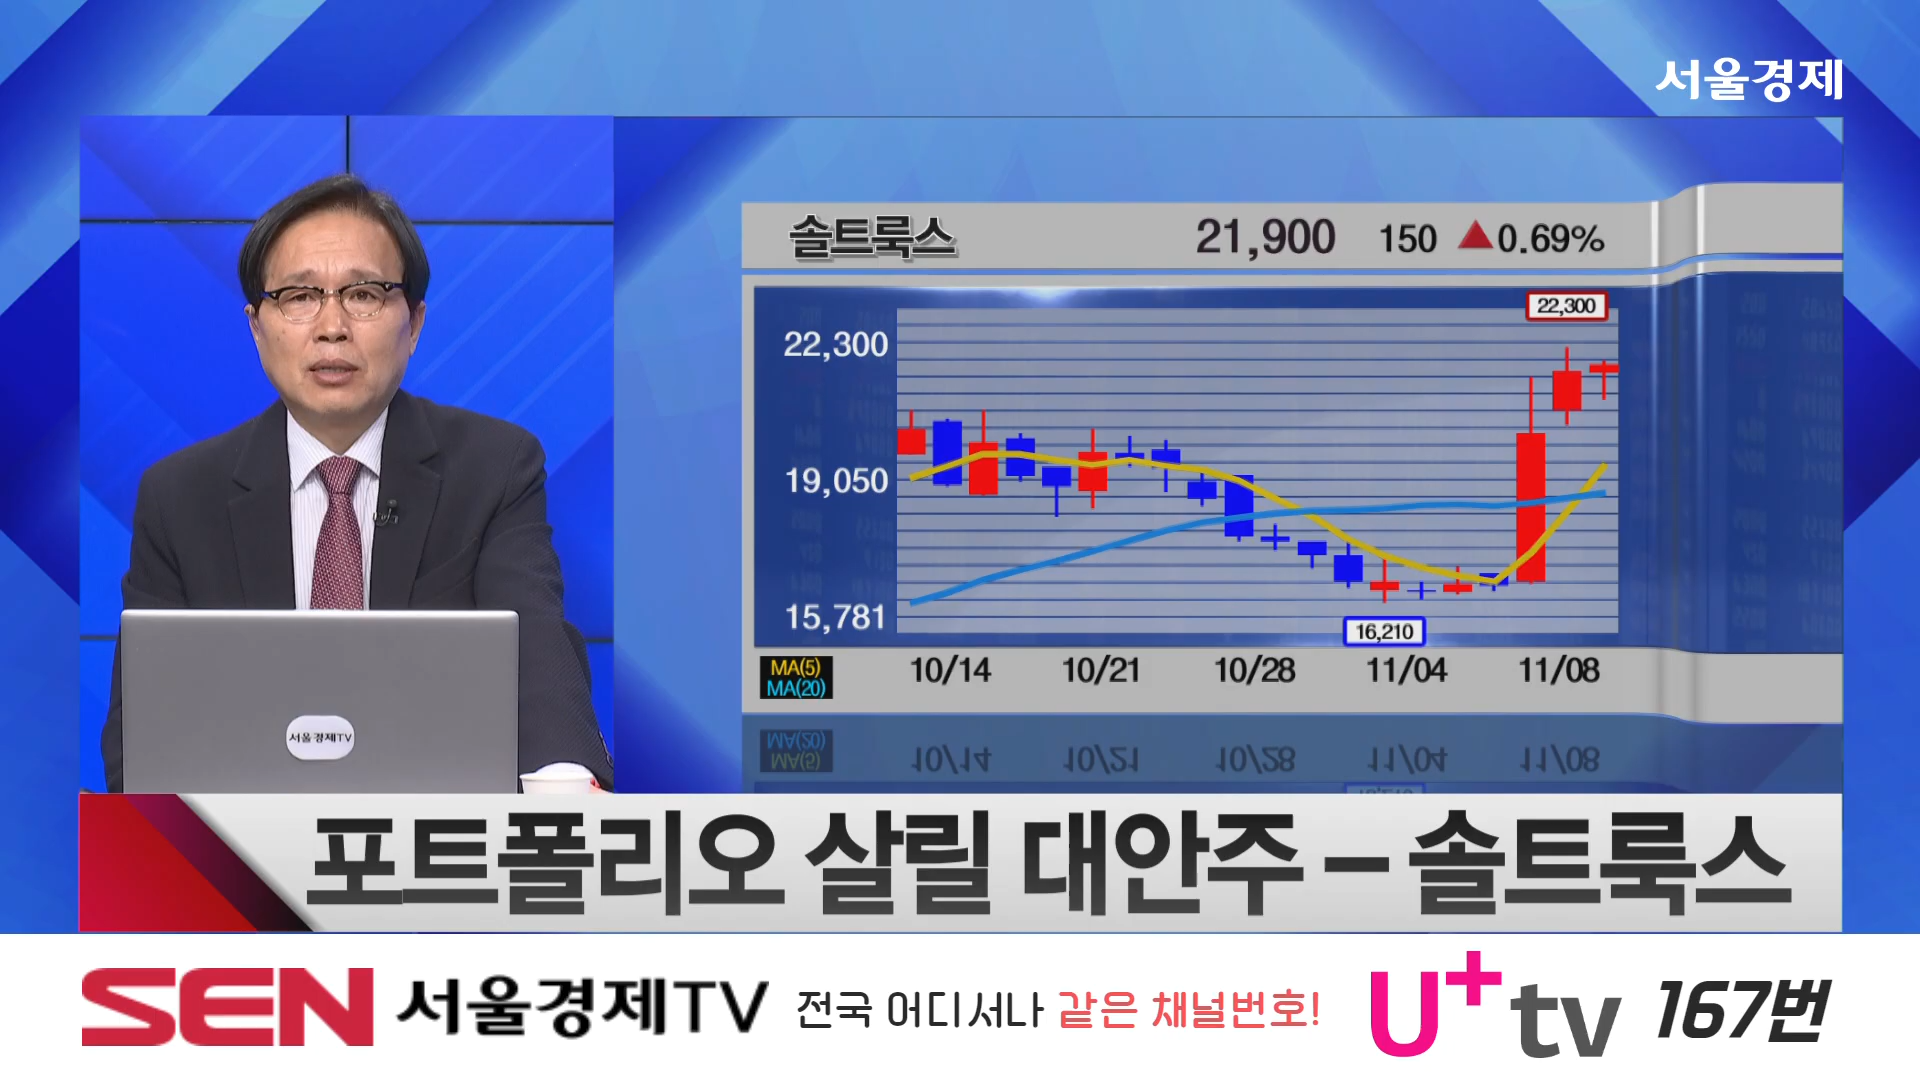 서울경제
솔트룩스 21,900 150 ▲0.69%
22,300
22,300
19,050
15,781
16,210
MA(5)
MA(20)
10/14 10/21 10/28 11/04 11/08
서울경제TV
포트폴리오 살릴 대안주 - 솔트룩스
SEN 서울경제TV 전국 어디서나 같은 채널번호! U+tv 167번